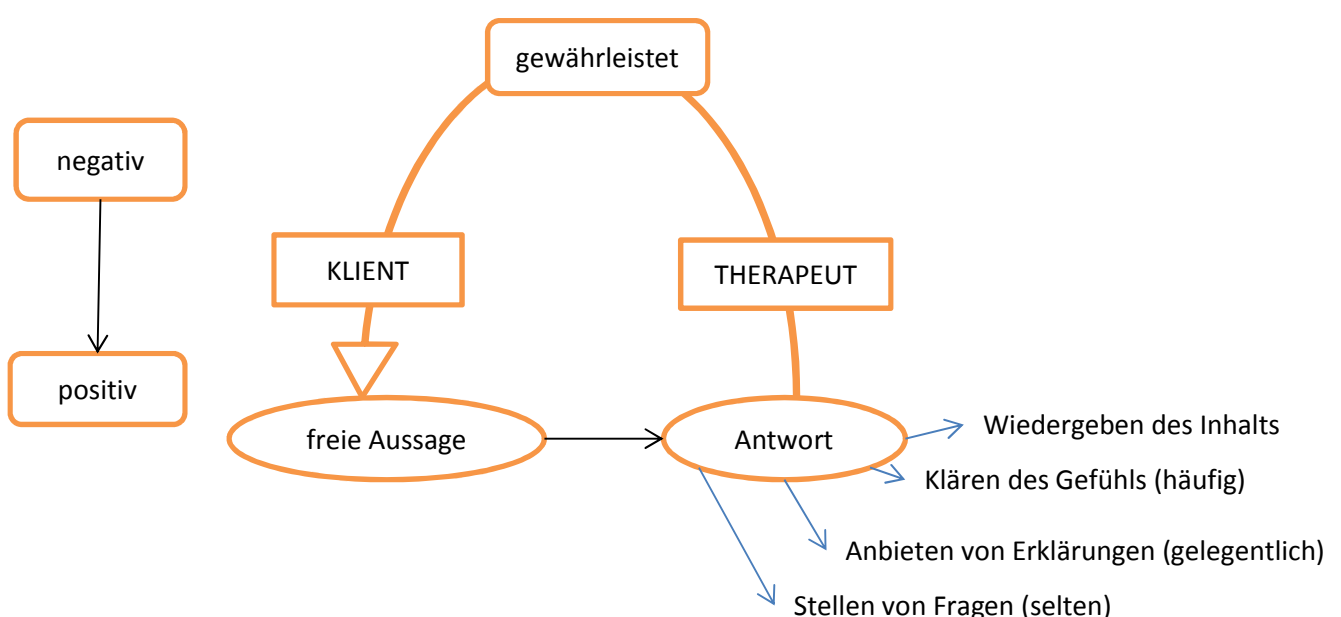 gewährleistet
negativ
KLIENT
THERAPEUT
positiv
freie Aussage
Antwort
Wiedergeben des Inhalts
Klären des Gefühls (häufig)
Anbieten von Erklärungen (gelegentlich)
Stellen von Fragen (selten)